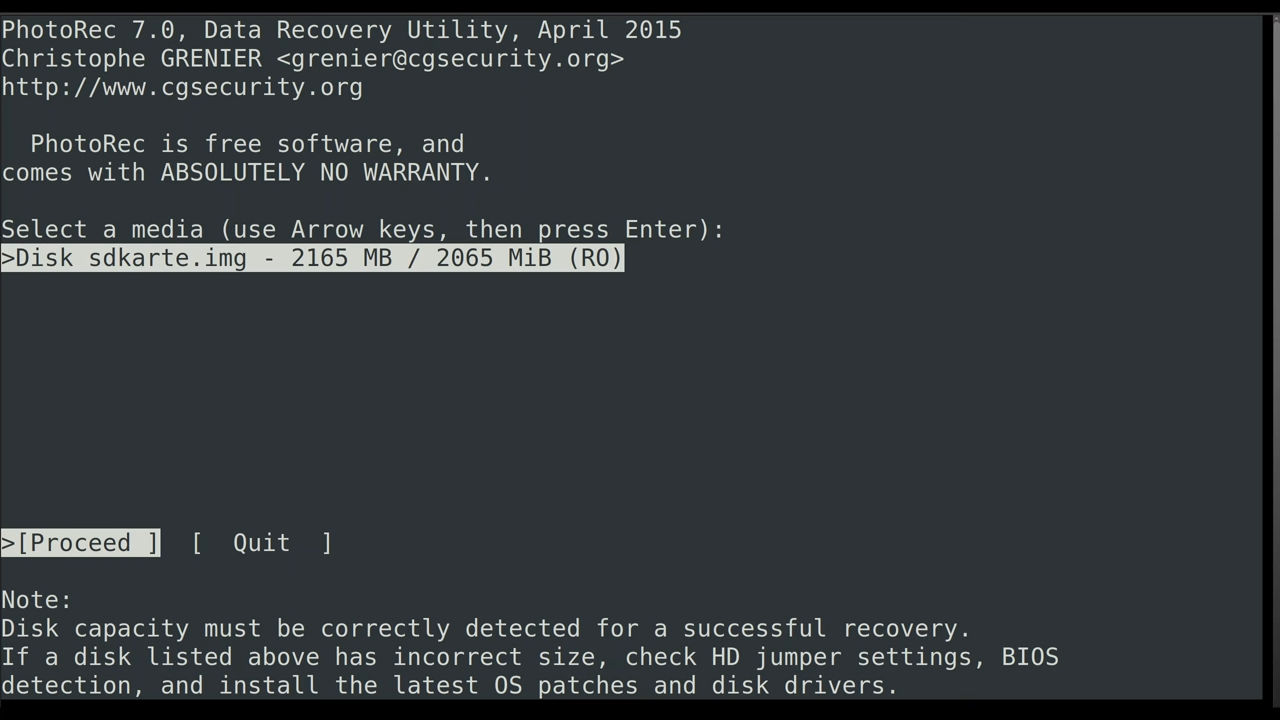 PhotoRec 7.0, Data Recovery Utility, April 2015
Christophe GRENIER <grenier@cgsecurity.org>
http://www.cgsecurity.org
PhotoRec is free software, and
comes with ABSOLUTELY NO WARRANTY.
Select a media (use Arrow keys, then press Enter):
>Disk sdkarte.img - 2165 MB / 2065 MiB (RO)
>[Proceed ]  [  Quit  ]
Note:
Disk capacity must be correctly detected for a successful recovery.
If a disk listed above has incorrect size, check HD jumper settings, BIOS
detection, and install the latest OS patches and disk drivers.